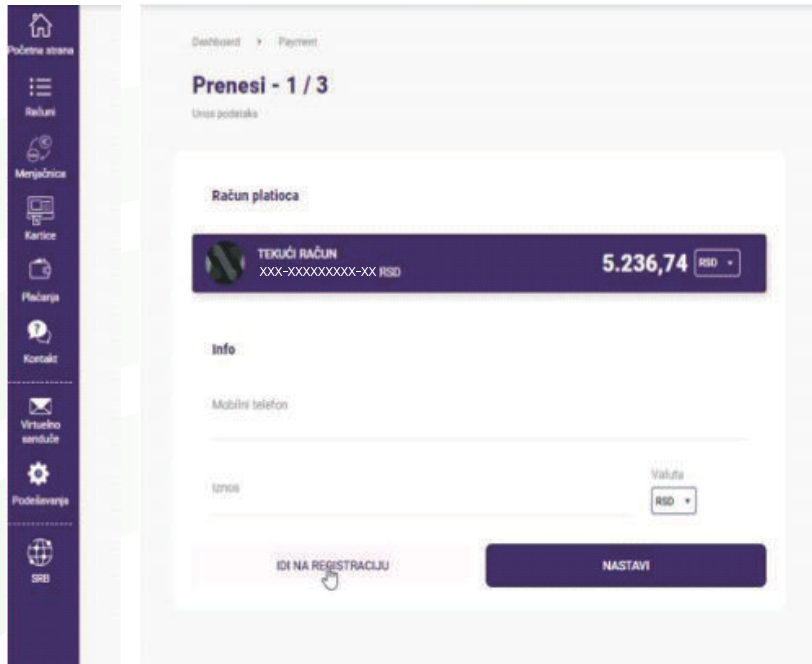 Početna strana
Računi
Menjačnica
Kartice
Plaćanja
Kontakt
Virtuelno
sanduče
Podešavanja
SRB
Dashboard > Payment
Prenesi - 1 / 3
Unos podataka
Račun platioca
TEKUĆI RAČUN
5.236,74 RSD
XXX-XXXXXXXXX-XX RSD
Info
Mobilni telefon
Iznos
Valuta
RSD
IDI NA REGISTRACIJU
NASTAVI